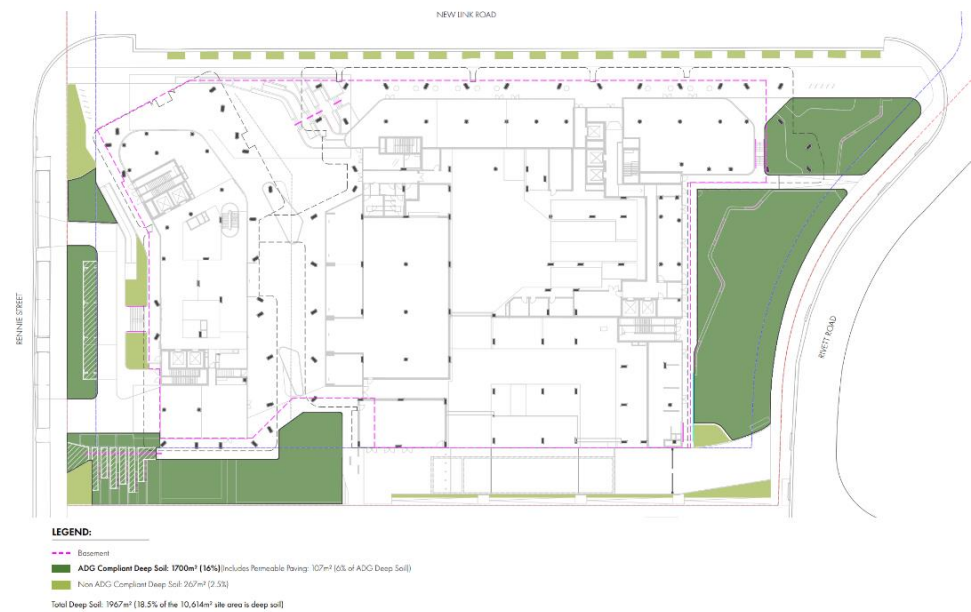 NEW LINK ROAD
RENNIE STREET
RIVETT ROAD
LEGEND:
Basement
ADG Compliant Deep Soil: 1700m² (16%)(Includes Permeable Paving: 107m² (6% of ADG Deep Soil))
Non ADG Compliant Deep Soil: 267m² (2.5%)
Total Deep Soil: 1967m² (18.5% of the 10,614m² site area is deep soil)